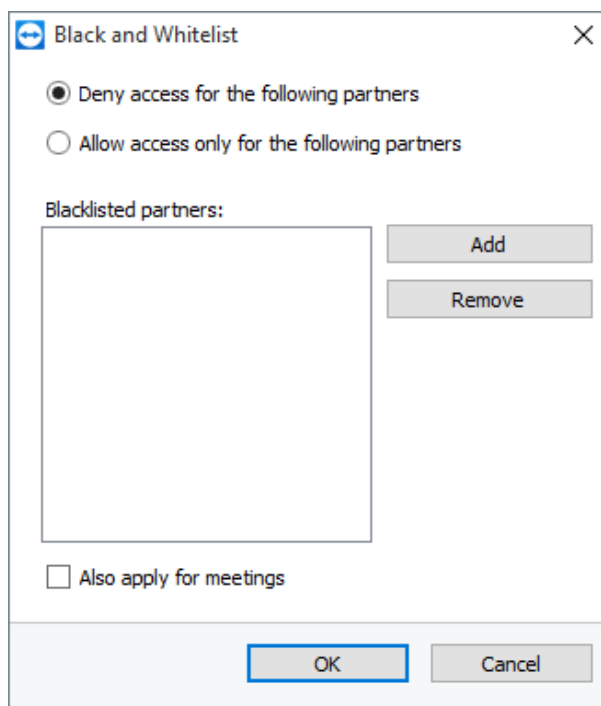 Black and Whitelist
Deny access for the following partners
Allow access only for the following partners
Blacklisted partners:
Add
Remove
Also apply for meetings
OK
Cancel